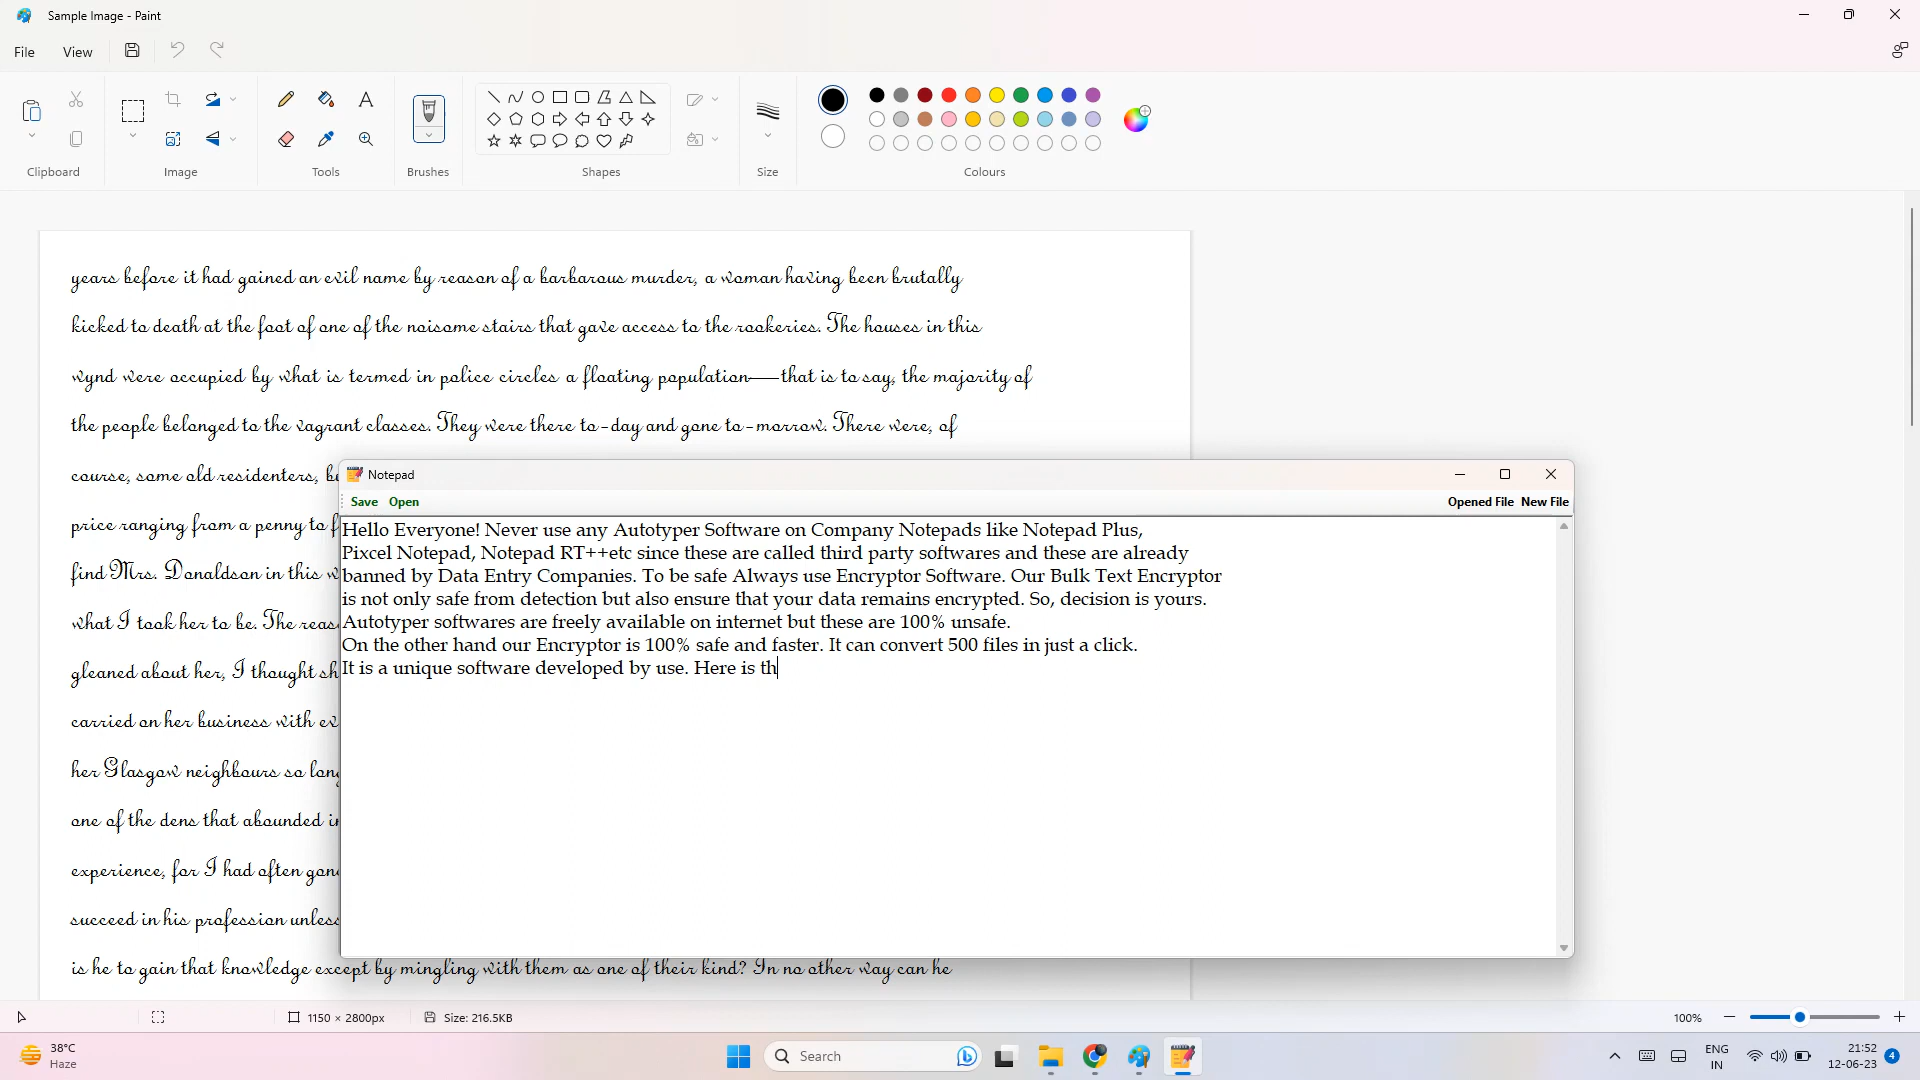 Sample Image - Paint
File View
Clipboard Image Tools Brushes Shapes Size Colours
years before it had gained an evil name by reason of a barbarous murder, a woman having been brutally
kicked to death at the foot of one of the noisome stairs that gave access to the rookeries. The houses in this
wynd were occupied by what is termed in police circles a floating population—that is to say, the majority of
the people belonged to the vagrant classes. They were there to-day and gone to-morrow. There were, of
course, some old residenters, b
price ranging from a penny to f
find Mrs. Donaldson in this w
what I took her to be. The reas
gleaned about her, I thought sh
carried on her business with ev
her Glasgow neighbours so long
one of the dens that abounded in
experience, for I had often gone
succeed in his profession unless
is he to gain that knowledge except by mingling with them as one of their kind? In no other way can he
Notepad
Save Open Opened File New File
Hello Everyone! Never use any Autotyper Software on Company Notepads like Notepad Plus,
Pixcel Notepad, Notepad RT++etc since these are called third party softwares and these are already
banned by Data Entry Companies. To be safe Always use Encryptor Software. Our Bulk Text Encryptor
is not only safe from detection but also ensure that your data remains encrypted. So, decision is yours.
Autotyper softwares are freely available on internet but these are 100% unsafe.
On the other hand our Encryptor is 100% safe and faster. It can convert 500 files in just a click.
It is a unique software developed by use. Here is th
1150 × 2800px Size: 216.5KB 100%
38°C
Haze
Search
ENG
IN
21:52
12-06-23
4